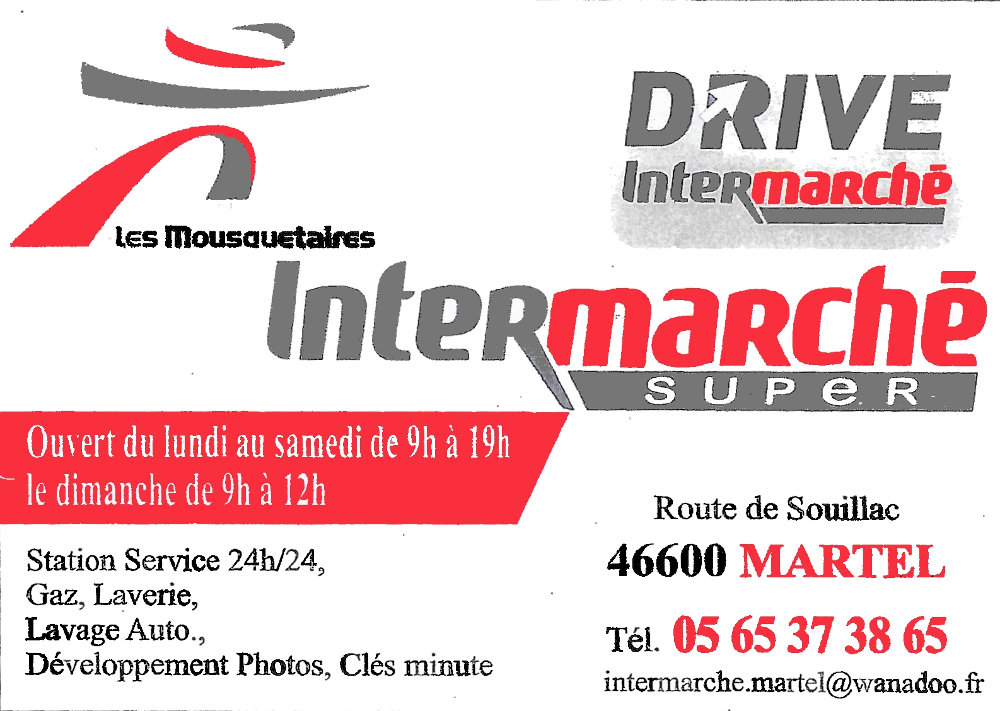 Les Mousquetaires
DRIVE
Intermarché
Intermarché
SUPER
Ouvert du lundi au samedi de 9h à 19h
le dimanche de 9h à 12h
Station Service 24h/24,
Gaz, Laverie,
Lavage Auto.,
Développement Photos, Clés minute
Route de Souillac
46600 MARTEL
Tél. 05 65 37 38 65
intermarche.martel@wanadoo.fr